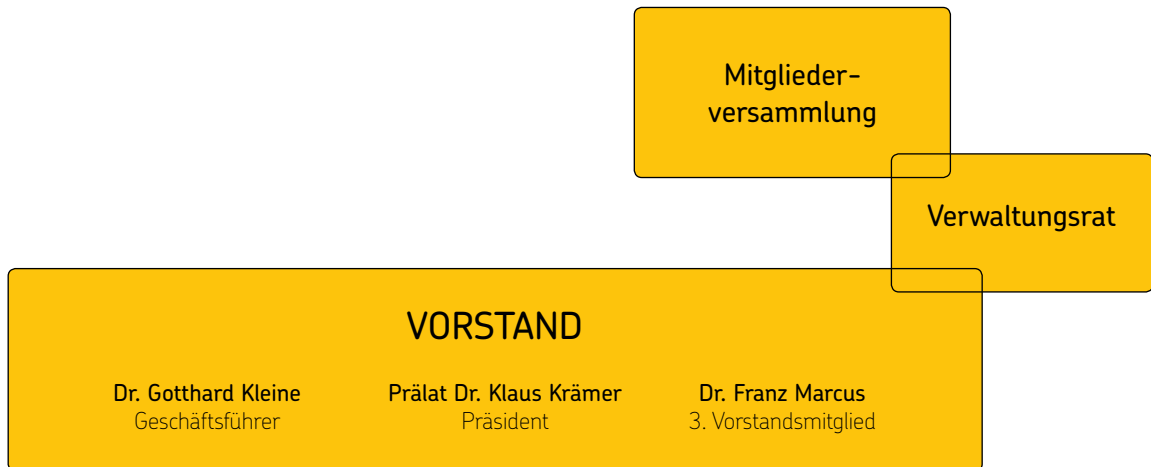 Mitglieder-
versammlung
Verwaltungsrat
VORSTAND
Dr. Gotthard Kleine
Geschäftsführer
Prälat Dr. Klaus Krämer
Präsident
Dr. Franz Marcus
3. Vorstandsmitglied